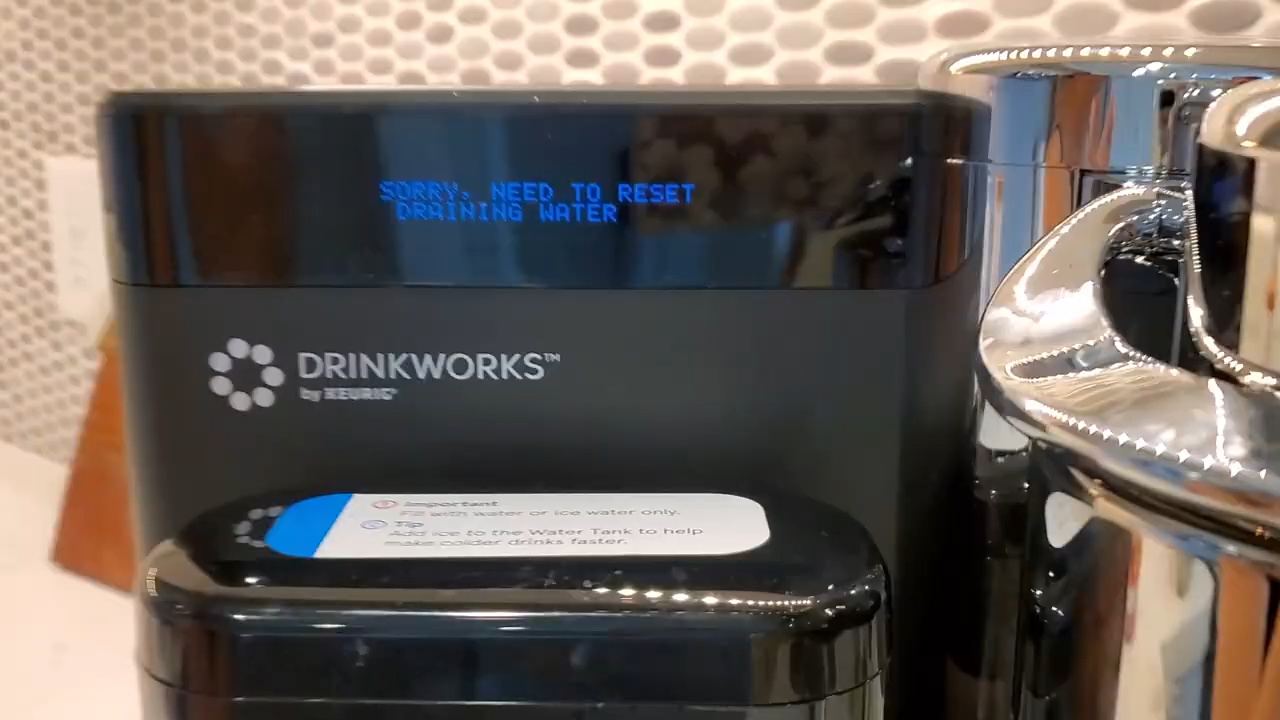 SORRY, NEED TO RESET
DRAINING WATER
DRINKWORKS™
by KEURIG®
Important
Fill with water or ice water only.
Tip
Add ice to the Water Tank to help
make colder drinks faster.